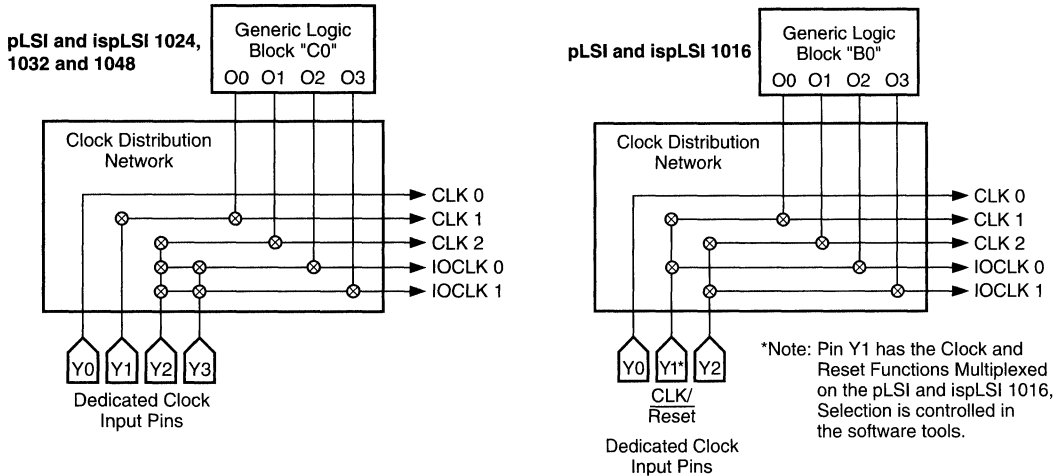 pLSI and ispLSI 1024,
1032 and 1048
Generic Logic
Block "C0"
O0 O1 O2 O3
Clock Distribution
Network
CLK 0
CLK 1
CLK 2
IOCLK 0
IOCLK 1
Y0 Y1 Y2 Y3
Dedicated Clock
Input Pins
pLSI and ispLSI 1016
Generic Logic
Block "B0"
O0 O1 O2 O3
Clock Distribution
Network
CLK 0
CLK 1
CLK 2
IOCLK 0
IOCLK 1
Y0 Y1* Y2
CLK/
Reset
Dedicated Clock
Input Pins
*Note: Pin Y1 has the Clock and
Reset Functions Multiplexed
on the pLSI and ispLSI 1016,
Selection is controlled in
the software tools.